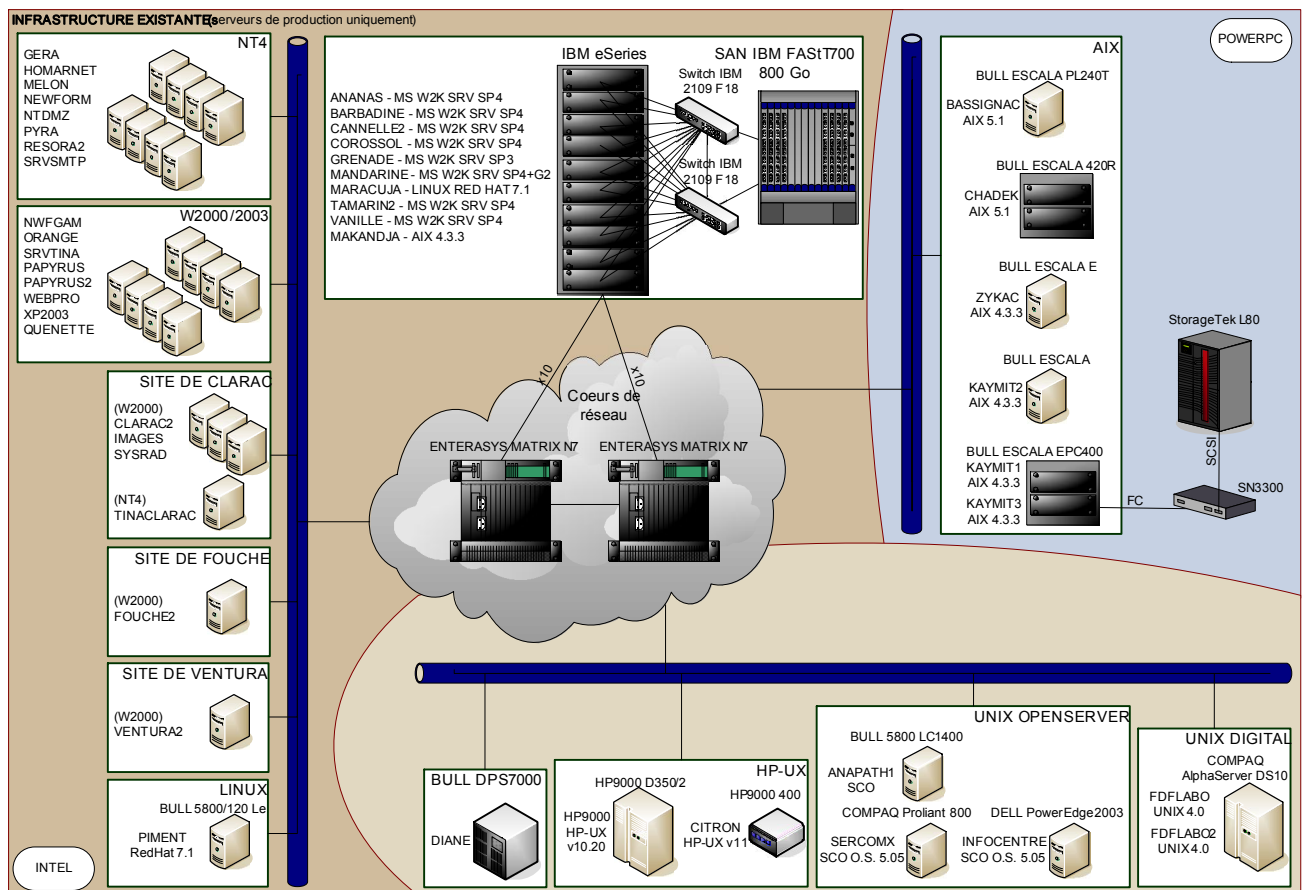 INFRASTRUCTURE EXISTANTE (serveurs de production uniquement)
NT4
GERA
HOMARNET
MELON
NEWFORM
NTDMZ
PYRA
RESORA2
SRVSMTP
W2000/2003
NWFGAM
ORANGE
SRVTINA
PAPYRUS
PAPYRUS2
WEBPRO
XP2003
QUENETTE
SITE DE CLARAC
(W2000)
CLARAC2
IMAGES
SYSRAD
(NT4)
TINACLARAC
SITE DE FOUCHE
(W2000)
FOUCHE2
SITE DE VENTURA
(W2000)
VENTURA2
LINUX
BULL 5800/120 Le
PIMENT
RedHat 7.1
INTEL
IBM eSeries
SAN IBM FAStT700
800 Go
Switch IBM
2109 F18
Switch IBM
2109 F18
ANANAS - MS W2K SRV SP4
BARBADINE - MS W2K SRV SP4
CANNELLE2 - MS W2K SRV SP4
COROSSOL - MS W2K SRV SP4
GRENADE - MS W2K SRV SP3
MANDARINE - MS W2K SRV SP4+G2
MARACUJA - LINUX RED HAT 7.1
TAMARIN2 - MS W2K SRV SP4
VANILLE - MS W2K SRV SP4
MAKANDJA - AIX 4.3.3
x10
x10
Coeurs de
réseau
ENTERASYS MATRIX N7
ENTERASYS MATRIX N7
POWERPC
AIX
BULL ESCALA PL240T
BASSIGNAC
AIX 5.1
BULL ESCALA 420R
CHADEK
AIX 5.1
BULL ESCALA E
ZYKAC
AIX 4.3.3
BULL ESCALA
KAYMIT2
AIX 4.3.3
BULL ESCALA EPC400
KAYMIT1
AIX 4.3.3
KAYMIT3
AIX 4.3.3
FC
StorageTek L80
SCSI
SN3300
BULL DPS7000
DIANE
HP-UX
HP9000 D350/2
HP9000
HP-UX
v10.20
HP9000 400
CITRON
HP-UX v11
UNIX OPENSERVER
BULL 5800 LC1400
ANAPATH1
SCO
COMPAQ Proliant 800
SERCOMX
SCO O.S. 5.05
DELL PowerEdge2003
INFOCENTRE
SCO O.S. 5.05
UNIX DIGITAL
COMPAQ
AlphaServer DS10
FDFLABO
UNIX 4.0
FDFLABO2
UNIX4.0